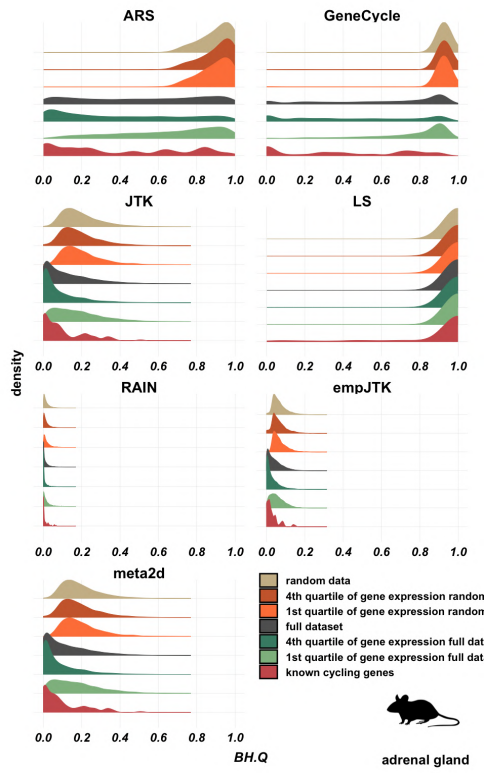 ARS GeneCycle
0.0 0.2 0.4 0.6 0.8 1.0 0.0 0.2 0.4 0.6 0.8 1.0
JTK LS
0.0 0.2 0.4 0.6 0.8 1.0 0.0 0.2 0.4 0.6 0.8 1.0
density
RAIN empJTK
0.0 0.2 0.4 0.6 0.8 1.0 0.0 0.2 0.4 0.6 0.8 1.0
meta2d
random data
4th quartile of gene expression random
1st quartile of gene expression random
full dataset
4th quartile of gene expression full dat
1st quartile of gene expression full dat
known cycling genes
0.0 0.2 0.4 0.6 0.8 1.0
BH.Q
adrenal gland